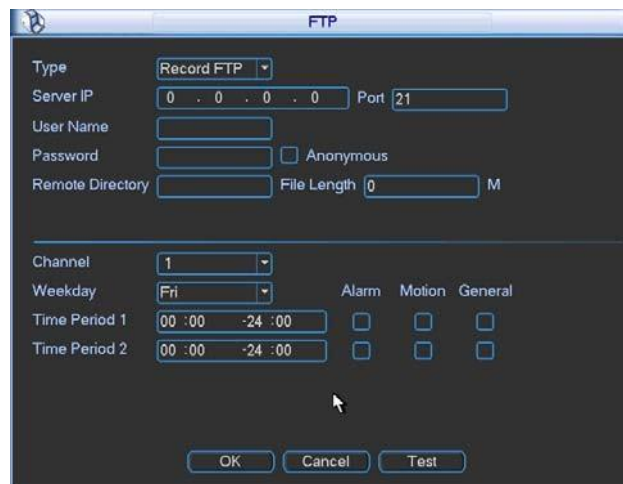 FTP
Type Record FTP
Server IP 0 . 0 . 0 . 0 Port 21
User Name
Password Anonymous
Remote Directory File Length 0 M
Channel 1
Weekday Fri Alarm Motion General
Time Period 1 00 :00 -24 :00
Time Period 2 00 :00 -24 :00
OK Cancel Test